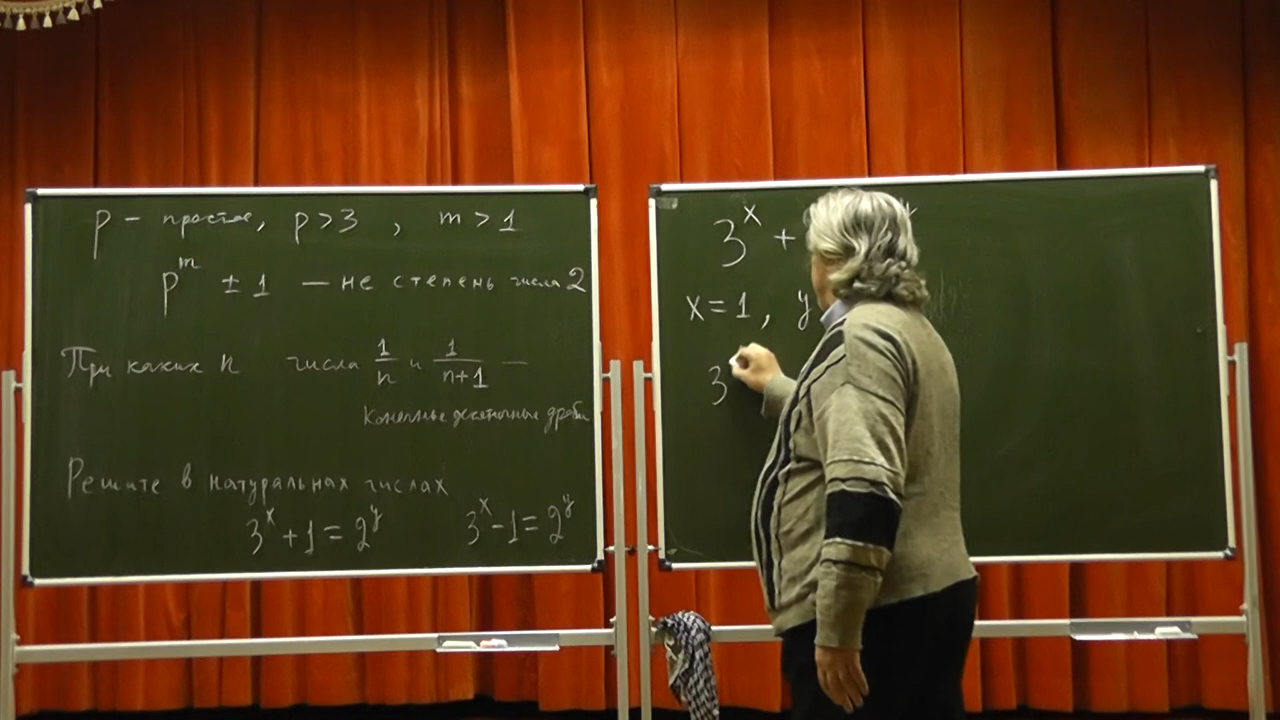 p – простое, p > 3 , m > 1
p^m ± 1 — не степень числа 2
При каких n числа 1/n и 1/(n+1) —
конечные десятичные дроби
Решите в натуральных числах
3^x + 1 = 2^y 3^x - 1 = 2^y
3^x +
x = 1, y
3